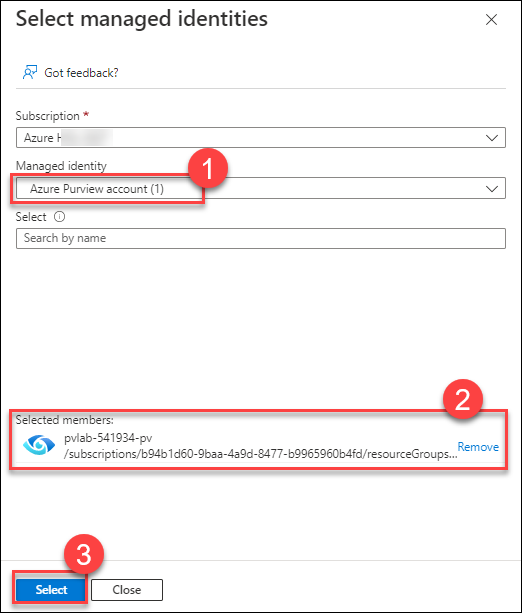 Select managed identities
Got feedback?
Subscription *
Azure H
Managed identity
1
Azure Purview account (1)
Select
Search by name
2
Selected members:
pvlab-541934-pv
/subscriptions/b94b1d60-9baa-4a9d-8477-b9965960b4fd/resourceGroups...
Remove
3
Select
Close